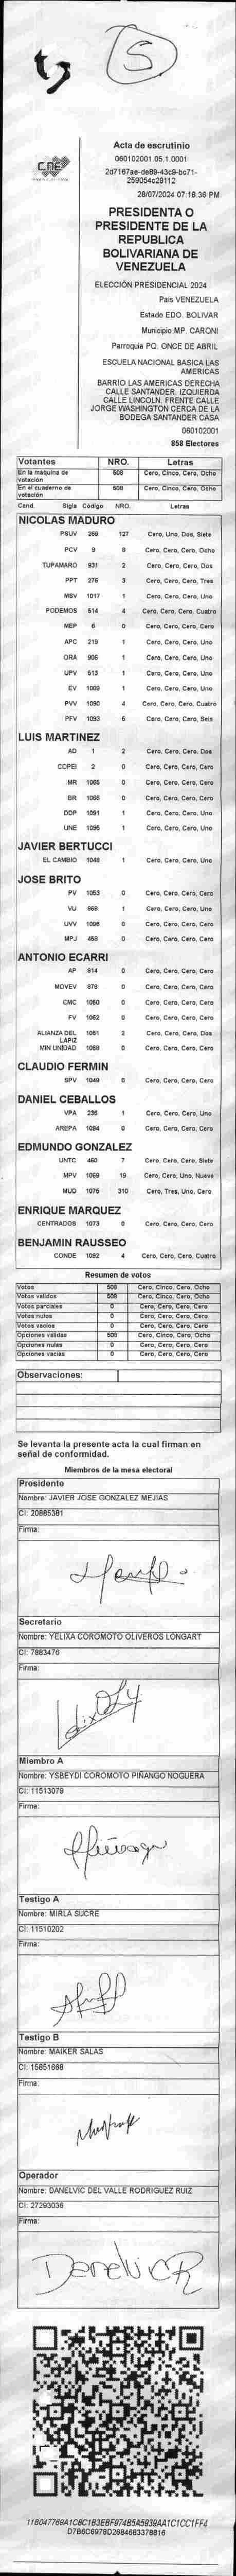 5
CNE
Acta de escrutinio
060102001.05.1.0001
2d7167ae-de89-43c9-bc71-
259054c29112
28/07/2024 07:18:36 PM
PRESIDENTA O
PRESIDENTE DE LA
REPUBLICA
BOLIVARIANA DE
VENEZUELA
ELECCIÓN PRESIDENCIAL 2024
País VENEZUELA
Estado EDO. BOLIVAR
Municipio MP. CARONI
Parroquia PQ. ONCE DE ABRIL
ESCUELA NACIONAL BASICA LAS
AMERICAS
BARRIO LAS AMERICAS DERECHA
CALLE SANTANDER. IZQUIERDA
CALLE LINCOLN. FRENTE CALLE
JORGE WASHINGTON CERCA DE LA
BODEGA SANTANDER CASA
060102001
858 Electores
Votantes NRO. Letras
En la máquina de votación 508 Cero, Cinco, Cero, Ocho
En el cuaderno de votación 508 Cero, Cinco, Cero, Ocho
Cand. Sigla Código NRO. Letras
NICOLAS MADURO
PSUV 269 127 Cero, Uno, Dos, Siete
PCV 9 8 Cero, Cero, Cero, Ocho
TUPAMARO 931 2 Cero, Cero, Cero, Dos
PPT 276 3 Cero, Cero, Cero, Tres
MSV 1017 1 Cero, Cero, Cero, Uno
PODEMOS 514 4 Cero, Cero, Cero, Cuatro
MEP 6 0 Cero, Cero, Cero, Cero
APC 219 1 Cero, Cero, Cero, Uno
ORA 906 1 Cero, Cero, Cero, Uno
UPV 513 1 Cero, Cero, Cero, Uno
EV 1089 1 Cero, Cero, Cero, Uno
PVV 1090 4 Cero, Cero, Cero, Cuatro
PFV 1093 6 Cero, Cero, Cero, Seis
LUIS MARTINEZ
AD 1 2 Cero, Cero, Cero, Dos
COPEI 2 0 Cero, Cero, Cero, Cero
MR 1065 0 Cero, Cero, Cero, Cero
BR 1066 0 Cero, Cero, Cero, Cero
DDP 1091 1 Cero, Cero, Cero, Uno
UNE 1095 1 Cero, Cero, Cero, Uno
JAVIER BERTUCCI
EL CAMBIO 1048 1 Cero, Cero, Cero, Uno
JOSE BRITO
PV 1053 0 Cero, Cero, Cero, Cero
VU 968 1 Cero, Cero, Cero, Uno
UVV 1096 0 Cero, Cero, Cero, Cero
MPJ 459 0 Cero, Cero, Cero, Cero
ANTONIO ECARRI
AP 814 0 Cero, Cero, Cero, Cero
MOVEV 879 0 Cero, Cero, Cero, Cero
CMC 1050 0 Cero, Cero, Cero, Cero
FV 1062 0 Cero, Cero, Cero, Cero
ALIANZA DEL LAPIZ 1051 2 Cero, Cero, Cero, Dos
MIN UNIDAD 1058 0 Cero, Cero, Cero, Cero
CLAUDIO FERMIN
SPV 1049 0 Cero, Cero, Cero, Cero
DANIEL CEBALLOS
VPA 236 1 Cero, Cero, Cero, Uno
AREPA 1094 0 Cero, Cero, Cero, Cero
EDMUNDO GONZALEZ
UNTC 460 7 Cero, Cero, Cero, Siete
MPV 1069 19 Cero, Cero, Uno, Nueve
MUD 1075 310 Cero, Tres, Uno, Cero
ENRIQUE MARQUEZ
CENTRADOS 1073 0 Cero, Cero, Cero, Cero
BENJAMIN RAUSSEO
CONDE 1092 4 Cero, Cero, Cero, Cuatro
Resumen de votos
Votos 508 Cero, Cinco, Cero, Ocho
Votos validos 508 Cero, Cinco, Cero, Ocho
Votos parciales 0 Cero, Cero, Cero, Cero
Votos nulos 0 Cero, Cero, Cero, Cero
Votos vacios 0 Cero, Cero, Cero, Cero
Opciones validas 508 Cero, Cinco, Cero, Ocho
Opciones nulas 0 Cero, Cero, Cero, Cero
Opciones vacias 0 Cero, Cero, Cero, Cero
Observaciones:
Se levanta la presente acta la cual firman en
señal de conformidad.
Miembros de la mesa electoral
Presidente
Nombre: JAVIER JOSE GONZALEZ MEJIAS
CI: 20885381
Firma:
Secretario
Nombre: YELIXA COROMOTO OLIVEROS LONGART
CI: 7883476
Firma:
Miembro A
Nombre: YSBEYDI COROMOTO PIÑANGO NOGUERA
CI: 11513079
Firma:
Testigo A
Nombre: MIRLA SUCRE
CI: 11510202
Firma:
Testigo B
Nombre: MAIKER SALAS
CI: 15851668
Firma:
Operador
Nombre: DANELVIC DEL VALLE RODRIGUEZ RUIZ
CI: 27293036
Firma:
DanelvicR
11B047769A1C8C1B3EBF974B5A5939AA1C1CC1FF4
D7B6C6978D2684683378816